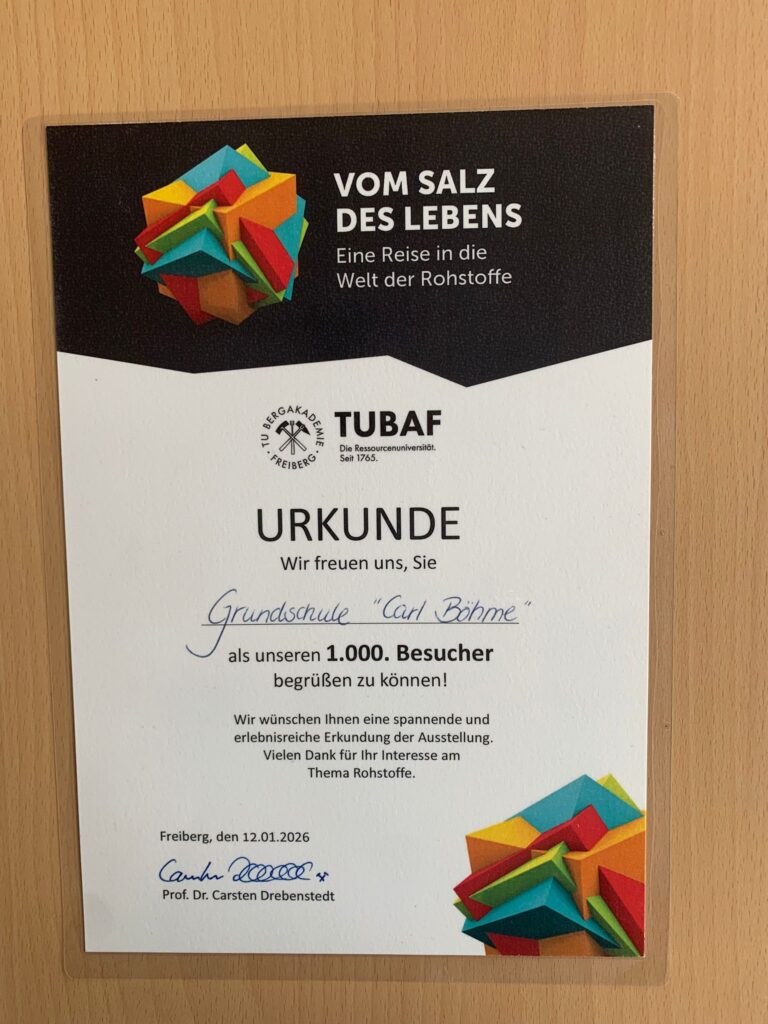 VOM SALZ
DES LEBENS
Eine Reise in die
Welt der Rohstoffe
TU BERGAKADEMIE
· FREIBERG ·
TUBAF
Die Ressourcenuniversität.
Seit 1765.
URKUNDE
Wir freuen uns, Sie
Grundschule "Carl Böhme"
als unseren 1.000. Besucher
begrüßen zu können!
Wir wünschen Ihnen eine spannende und
erlebnisreiche Erkundung der Ausstellung.
Vielen Dank für Ihr Interesse am
Thema Rohstoffe.
Freiberg, den 12.01.2026
Prof. Dr. Carsten Drebenstedt